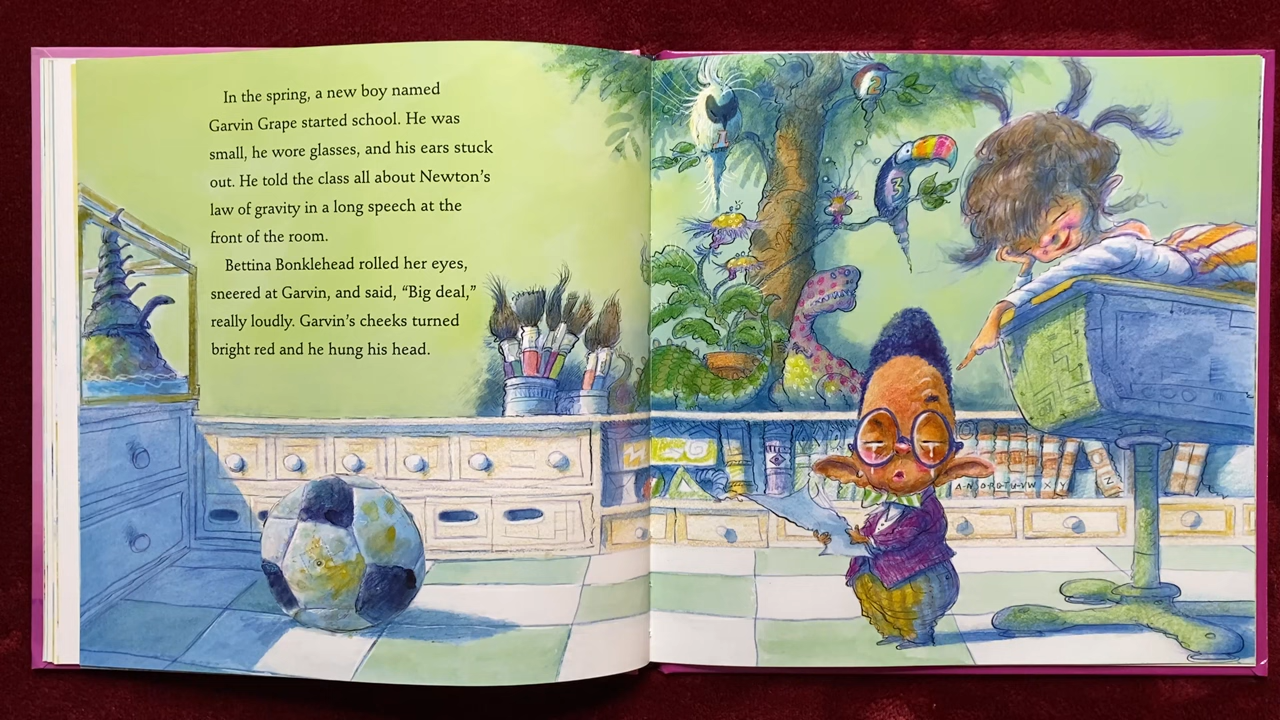 In the spring, a new boy named
Garvin Grape started school. He was
small, he wore glasses, and his ears stuck
out. He told the class all about Newton’s
law of gravity in a long speech at the
front of the room.
Bettina Bonklehead rolled her eyes,
sneered at Garvin, and said, “Big deal,”
really loudly. Garvin’s cheeks turned
bright red and he hung his head.
1
2
3
Z